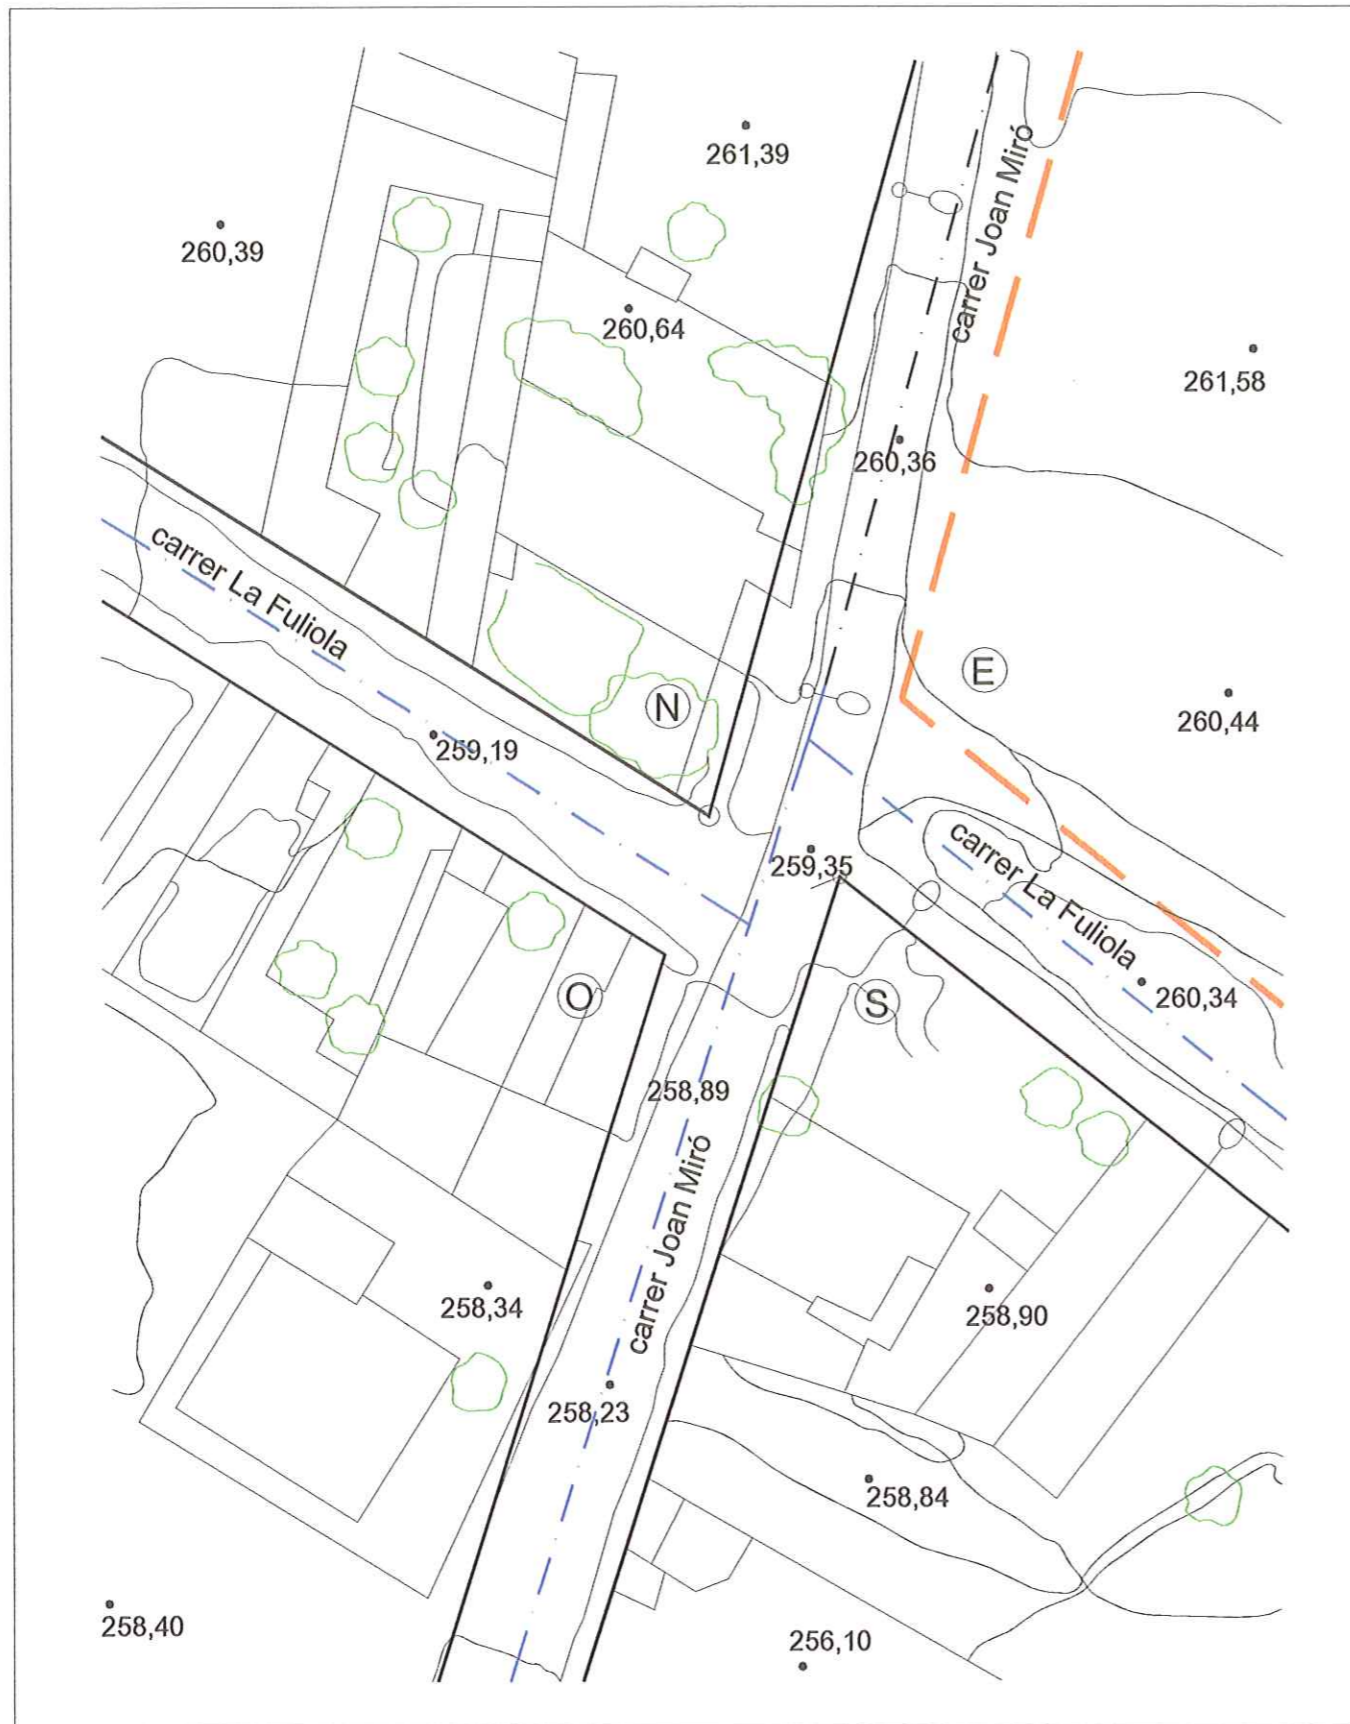 261,39
carrer Joan Miró
260,39
260,64
261,58
260,36
carrer La Fuliola
E
N
260,44
259,19
259,35
carrer La Fuliola
O
S
260,34
258,89
carrer Joan Miró
258,34
258,90
258,23
258,84
258,40
256,10